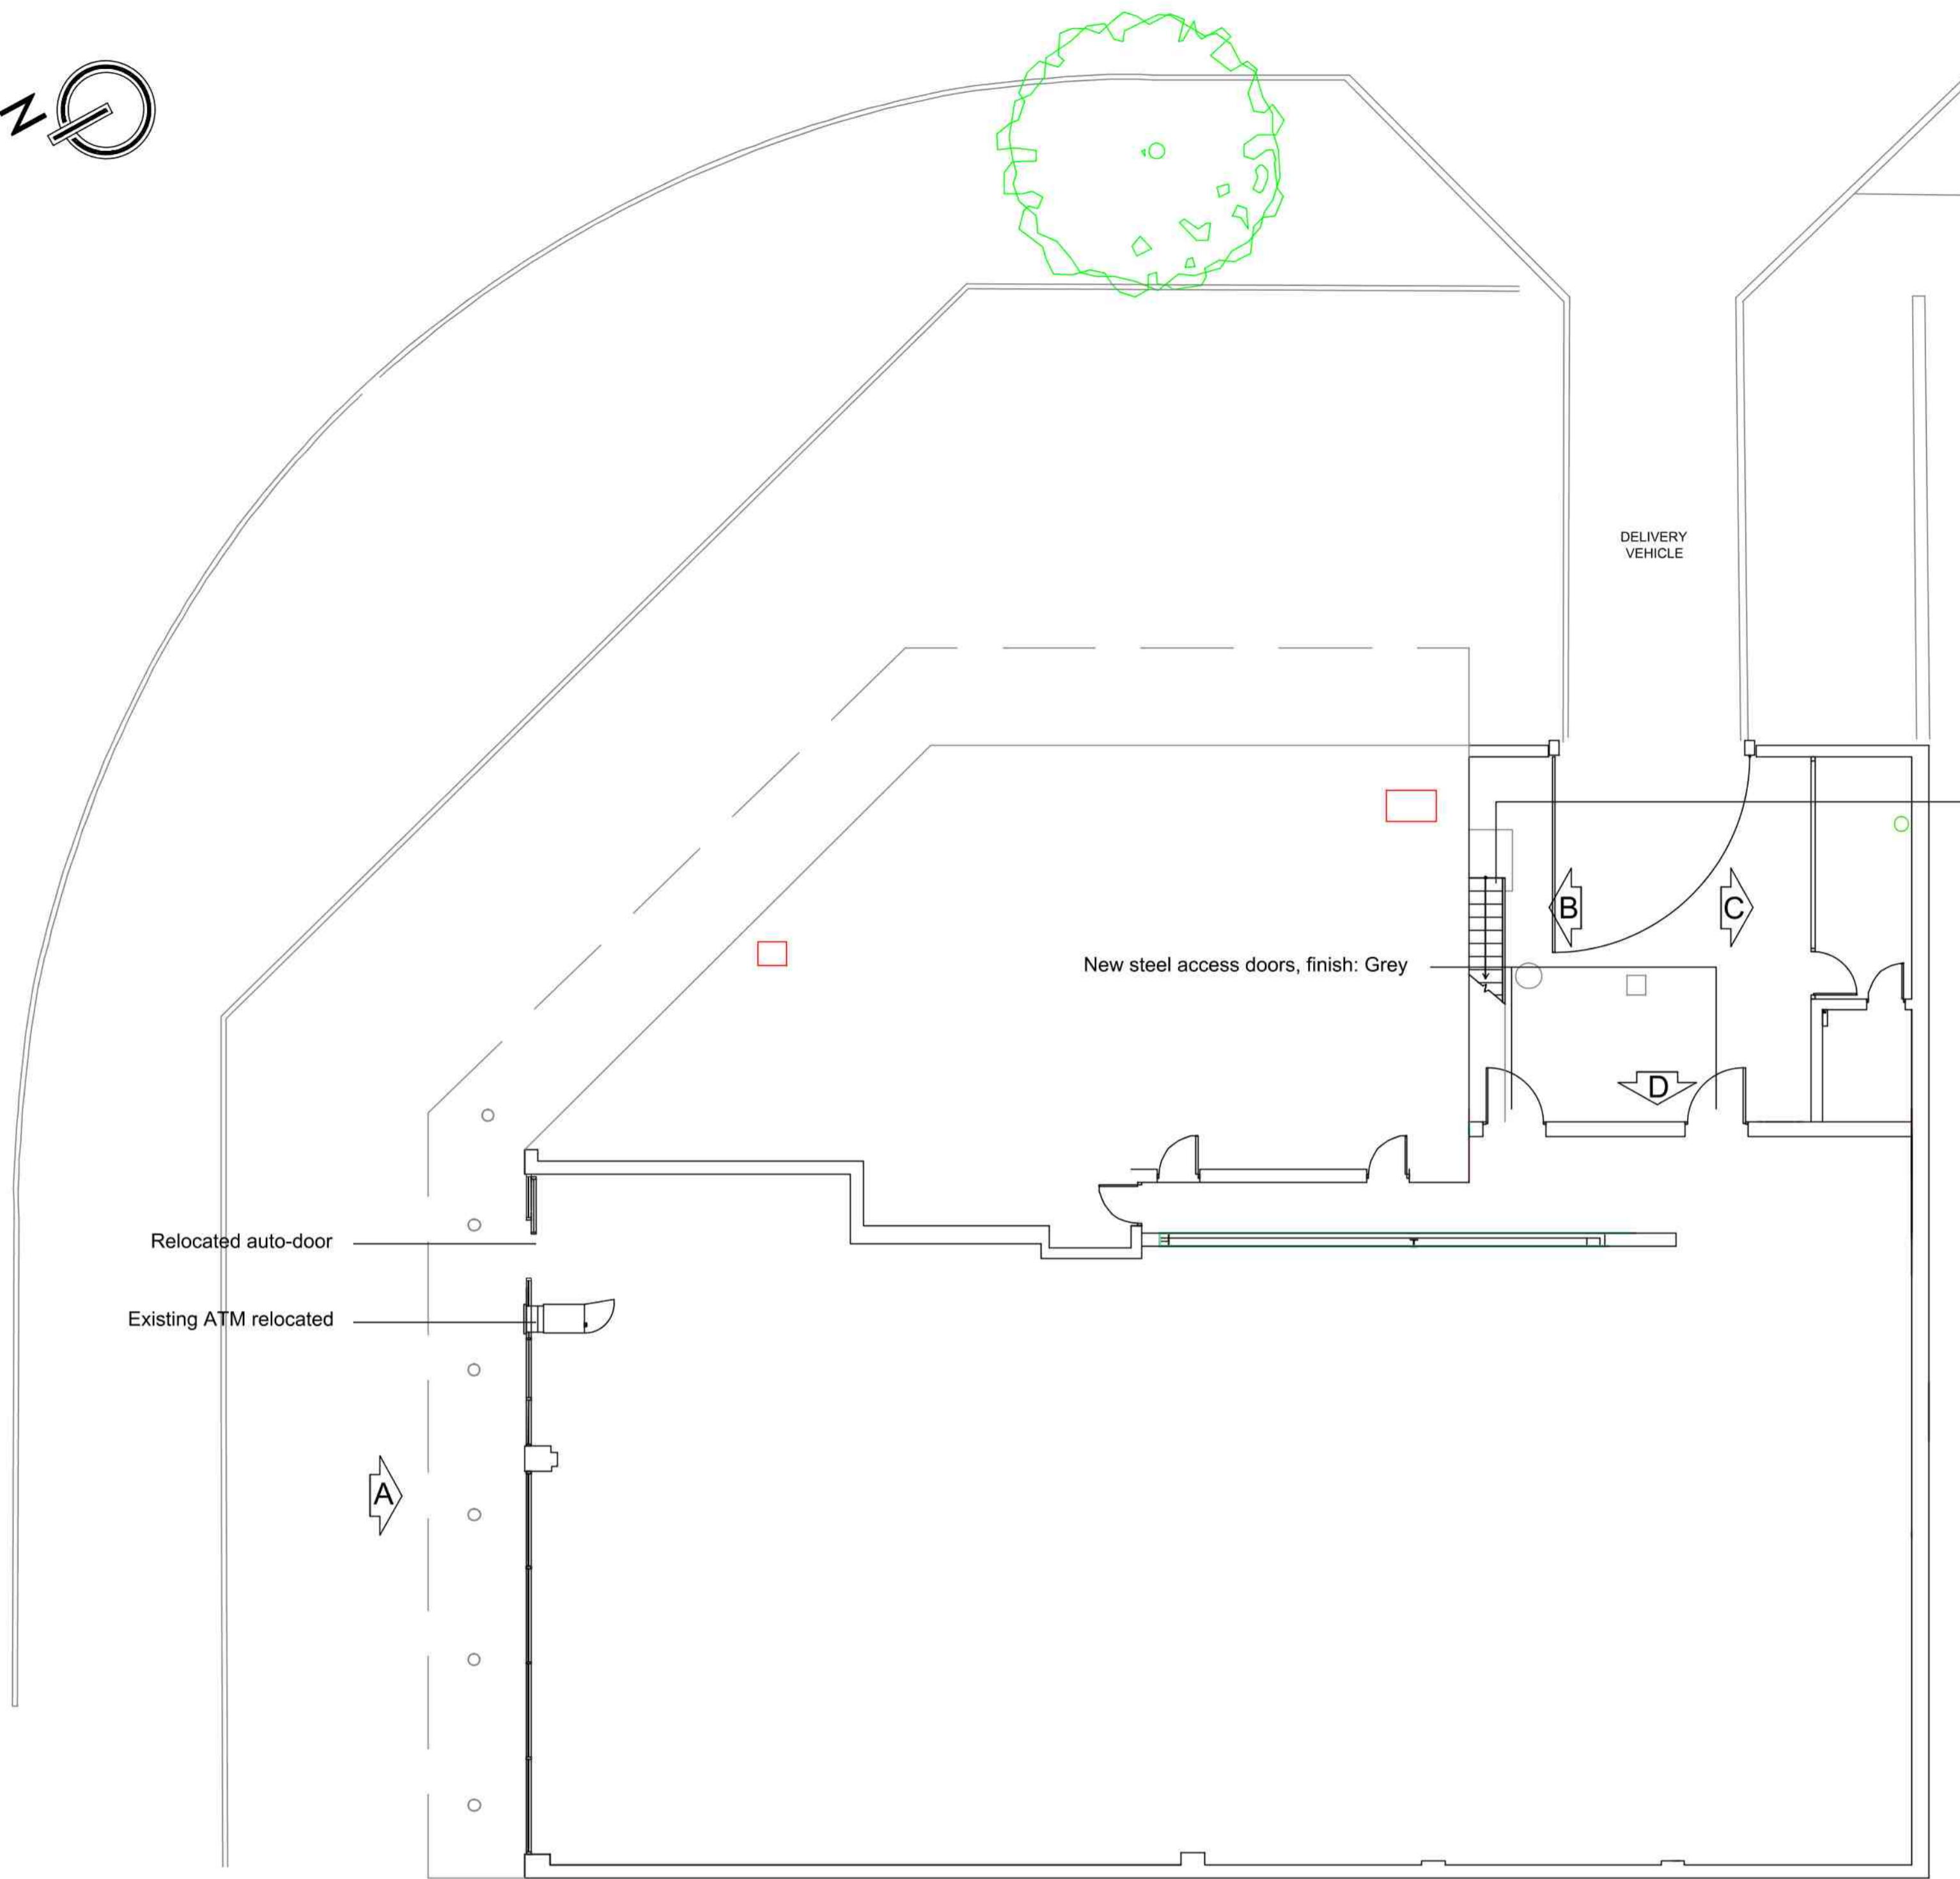 N
DELIVERY
VEHICLE
B
C
New steel access doors, finish: Grey
D
Relocated auto-door
Existing ATM relocated
A